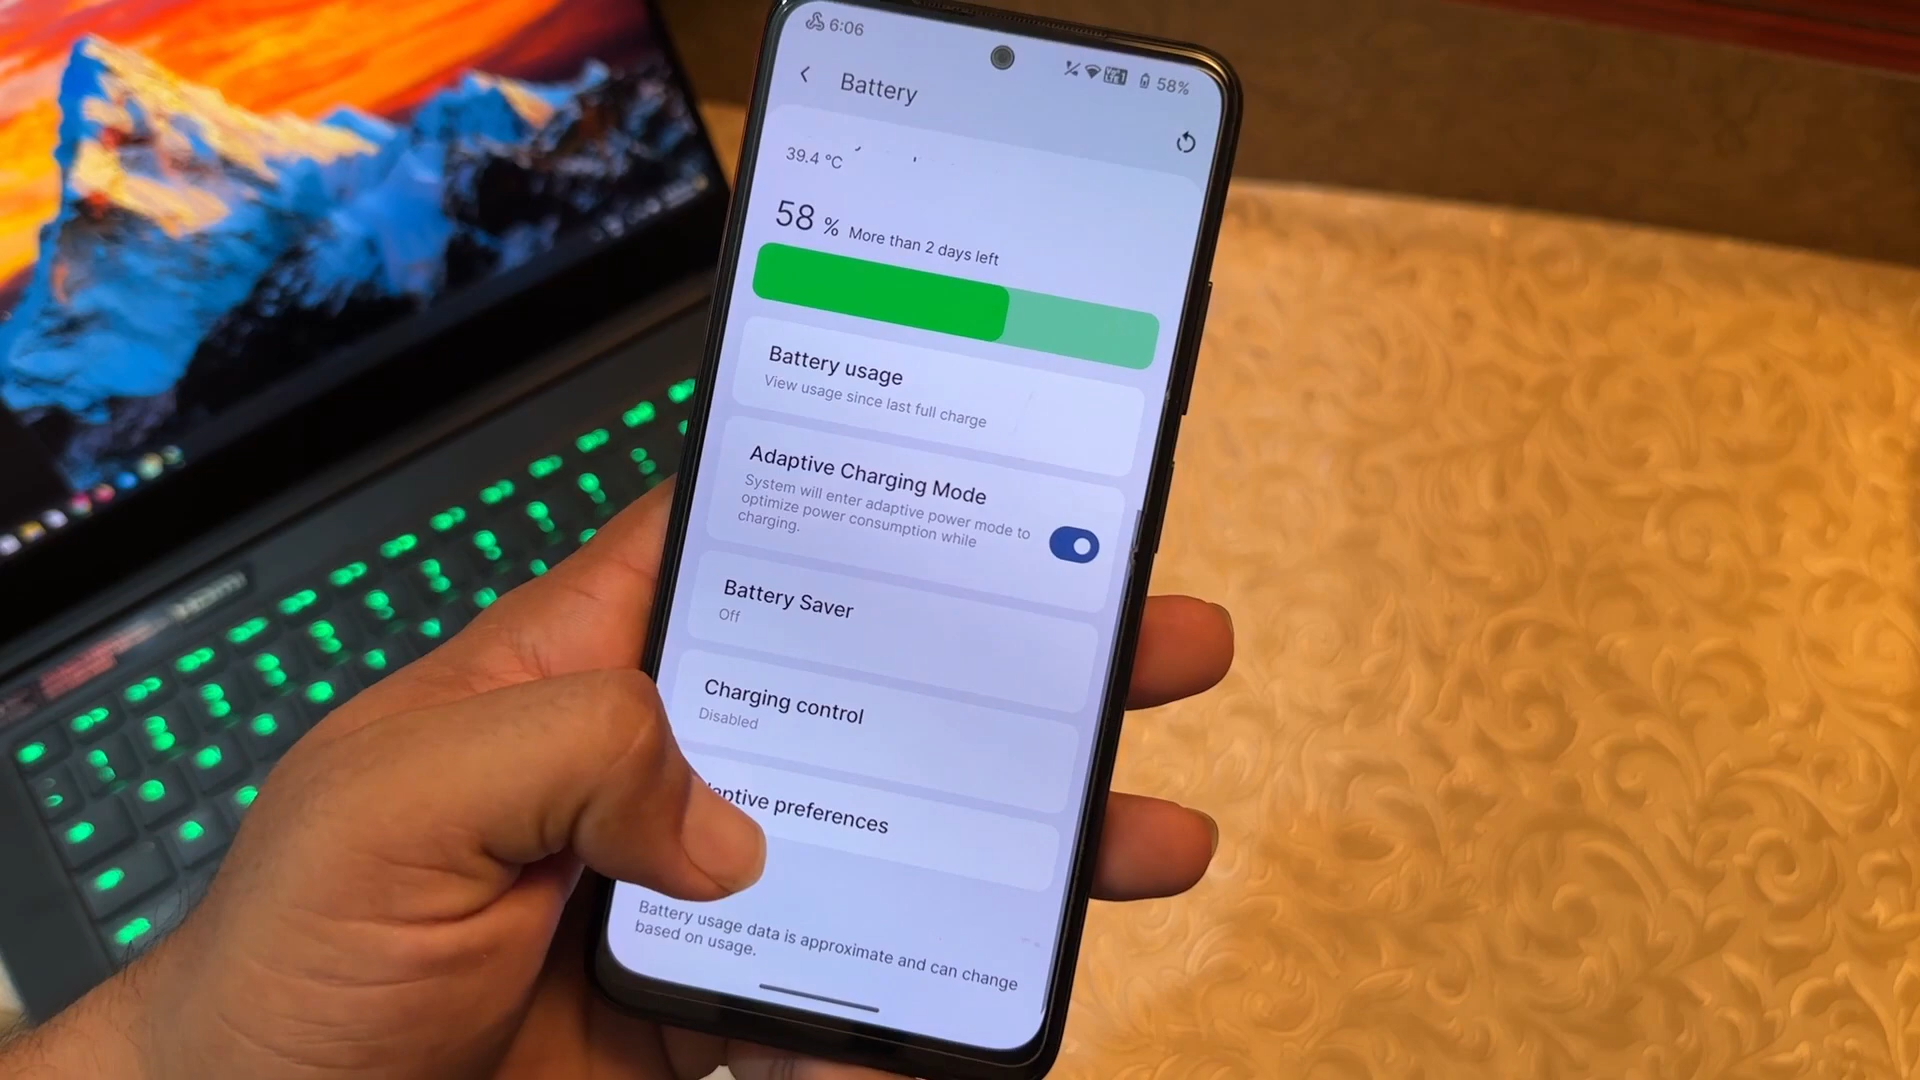 6:06
58%
Battery
39.4 °C
58 % More than 2 days left
Battery usage
View usage since last full charge
Adaptive Charging Mode
System will enter adaptive power mode to
optimize power consumption while
charging.
Battery Saver
Off
Charging control
Disabled
preferences
Battery usage data is approximate and can change
based on usage.